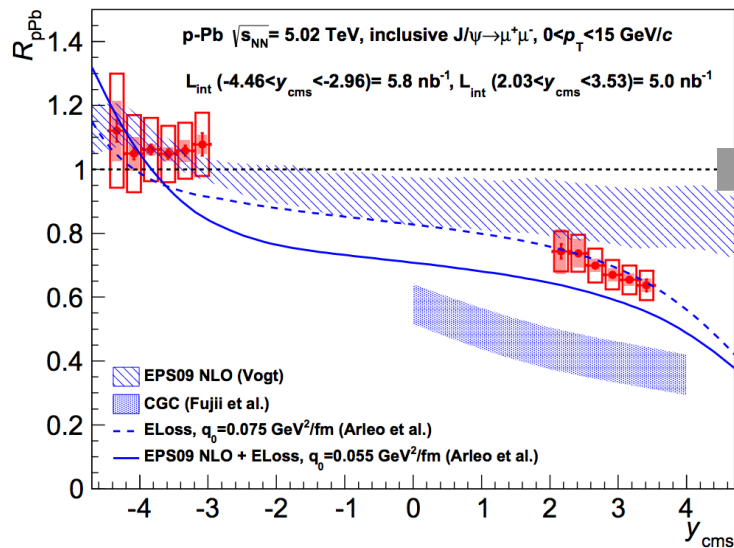 R_pPb
p-Pb √s_NN= 5.02 TeV, inclusive J/ψ→μ⁺μ⁻, 0<p_T<15 GeV/c
L_int (-4.46<y_cms<-2.96)= 5.8 nb⁻¹, L_int (2.03<y_cms<3.53)= 5.0 nb⁻¹
1.4
1.2
1
0.8
0.6
0.4
0.2
0
EPS09 NLO (Vogt)
CGC (Fujii et al.)
ELoss, q₀=0.075 GeV²/fm (Arleo et al.)
EPS09 NLO + ELoss, q₀=0.055 GeV²/fm (Arleo et al.)
-4 -3 -2 -1 0 1 2 3 4
y_cms